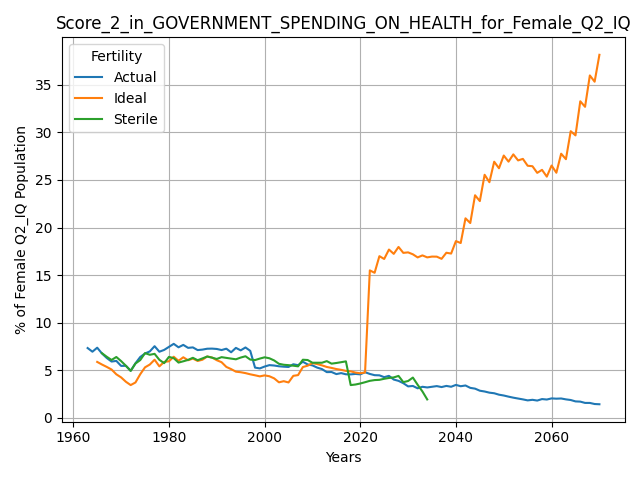 Score_2_in_GOVERNMENT_SPENDING_ON_HEALTH_for_Female_Q2_IQ
Fertility
Actual
Ideal
Sterile
% of Female Q2_IQ Population
35
30
25
20
15
10
5
0
1960
1980
2000
2020
2040
2060
Years